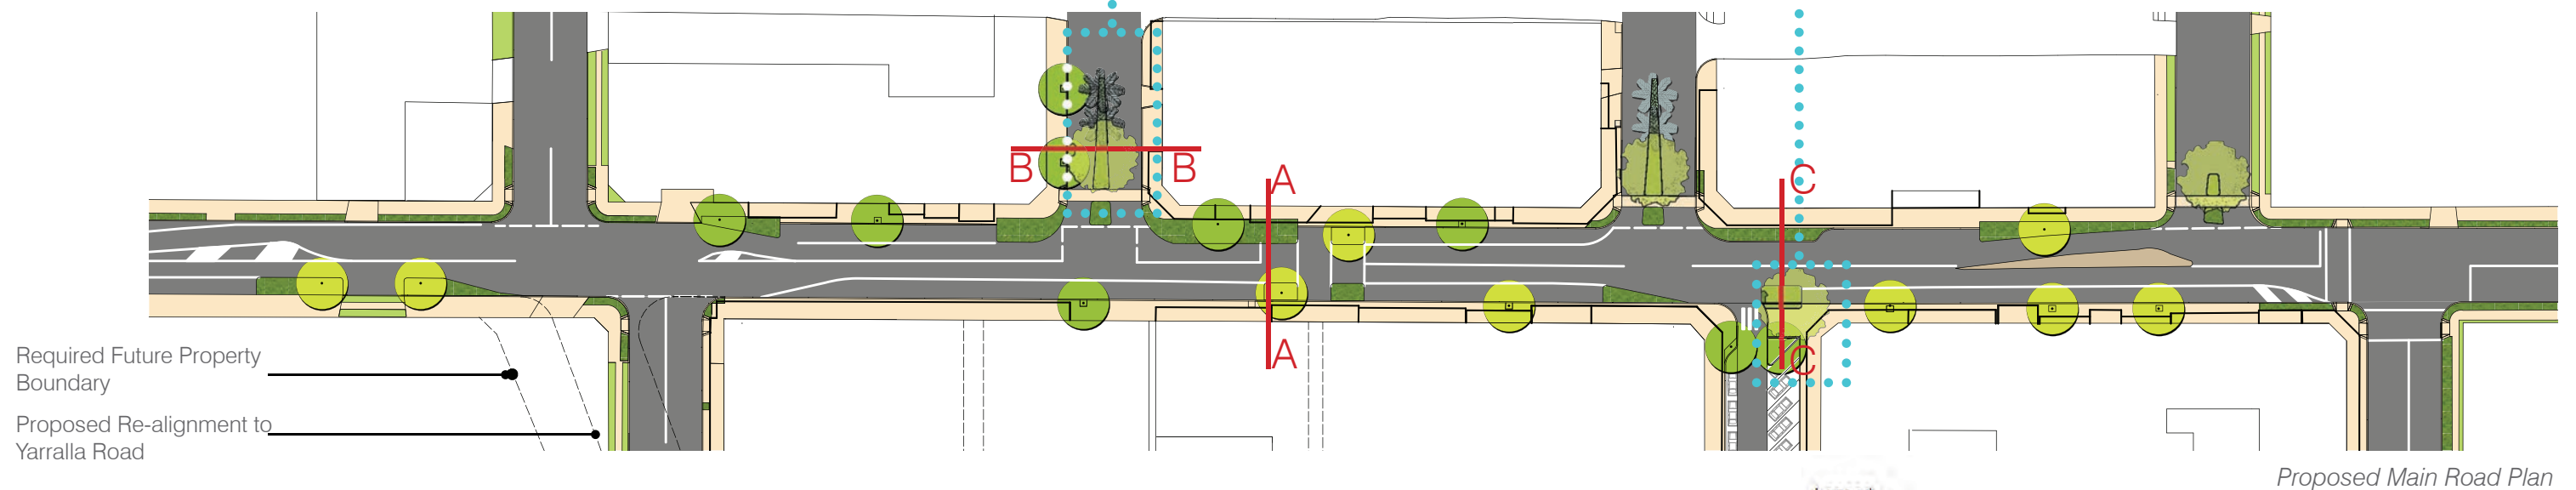 B
B
A
C
A
C
Required Future Property
Boundary
Proposed Re-alignment to
Yarralla Road
Proposed Main Road Plan